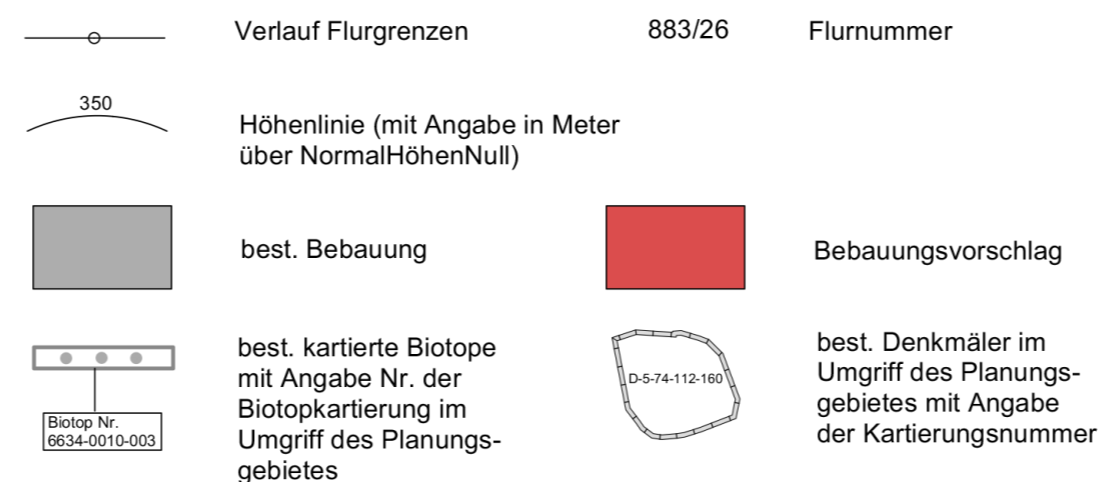 Verlauf Flurgrenzen
883/26
Flurnummer
350
Höhenlinie (mit Angabe in Meter
über NormalHöhenNull)
best. Bebauung
Bebauungsvorschlag
best. kartierte Biotope
mit Angabe Nr. der
Biotopkartierung im
Umgriff des Planungs-
gebietes
Biotop Nr.
6634-0010-003
D-5-74-112-160
best. Denkmäler im
Umgriff des Planungs-
gebietes mit Angabe
der Kartierungsnummer